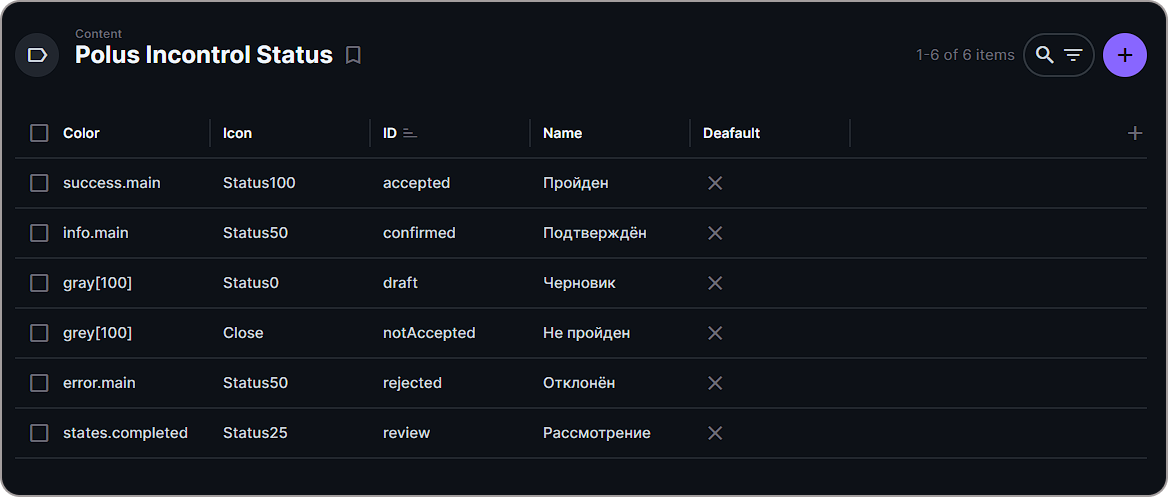 Content
Polus Incontrol Status
1-6 of 6 items
Color Icon ID Name Deafault
success.main Status100 accepted Пройден
info.main Status50 confirmed Подтверждён
gray[100] Status0 draft Черновик
grey[100] Close notAccepted Не пройден
error.main Status50 rejected Отклонён
states.completed Status25 review Рассмотрение